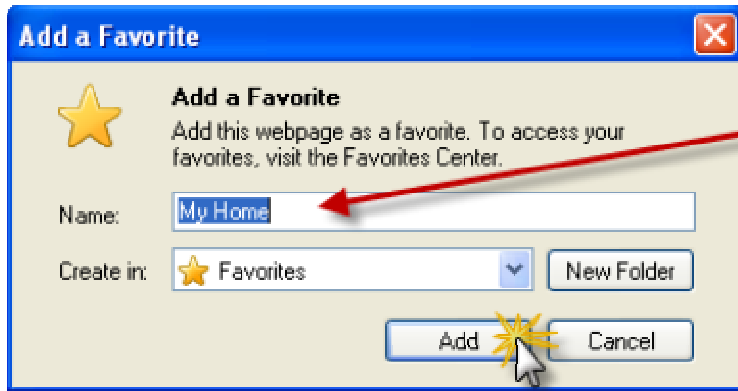 Add a Favorite
Add a Favorite
Add this webpage as a favorite. To access your
favorites, visit the Favorites Center.
Name: My Home
Create in: Favorites New Folder
Add Cancel